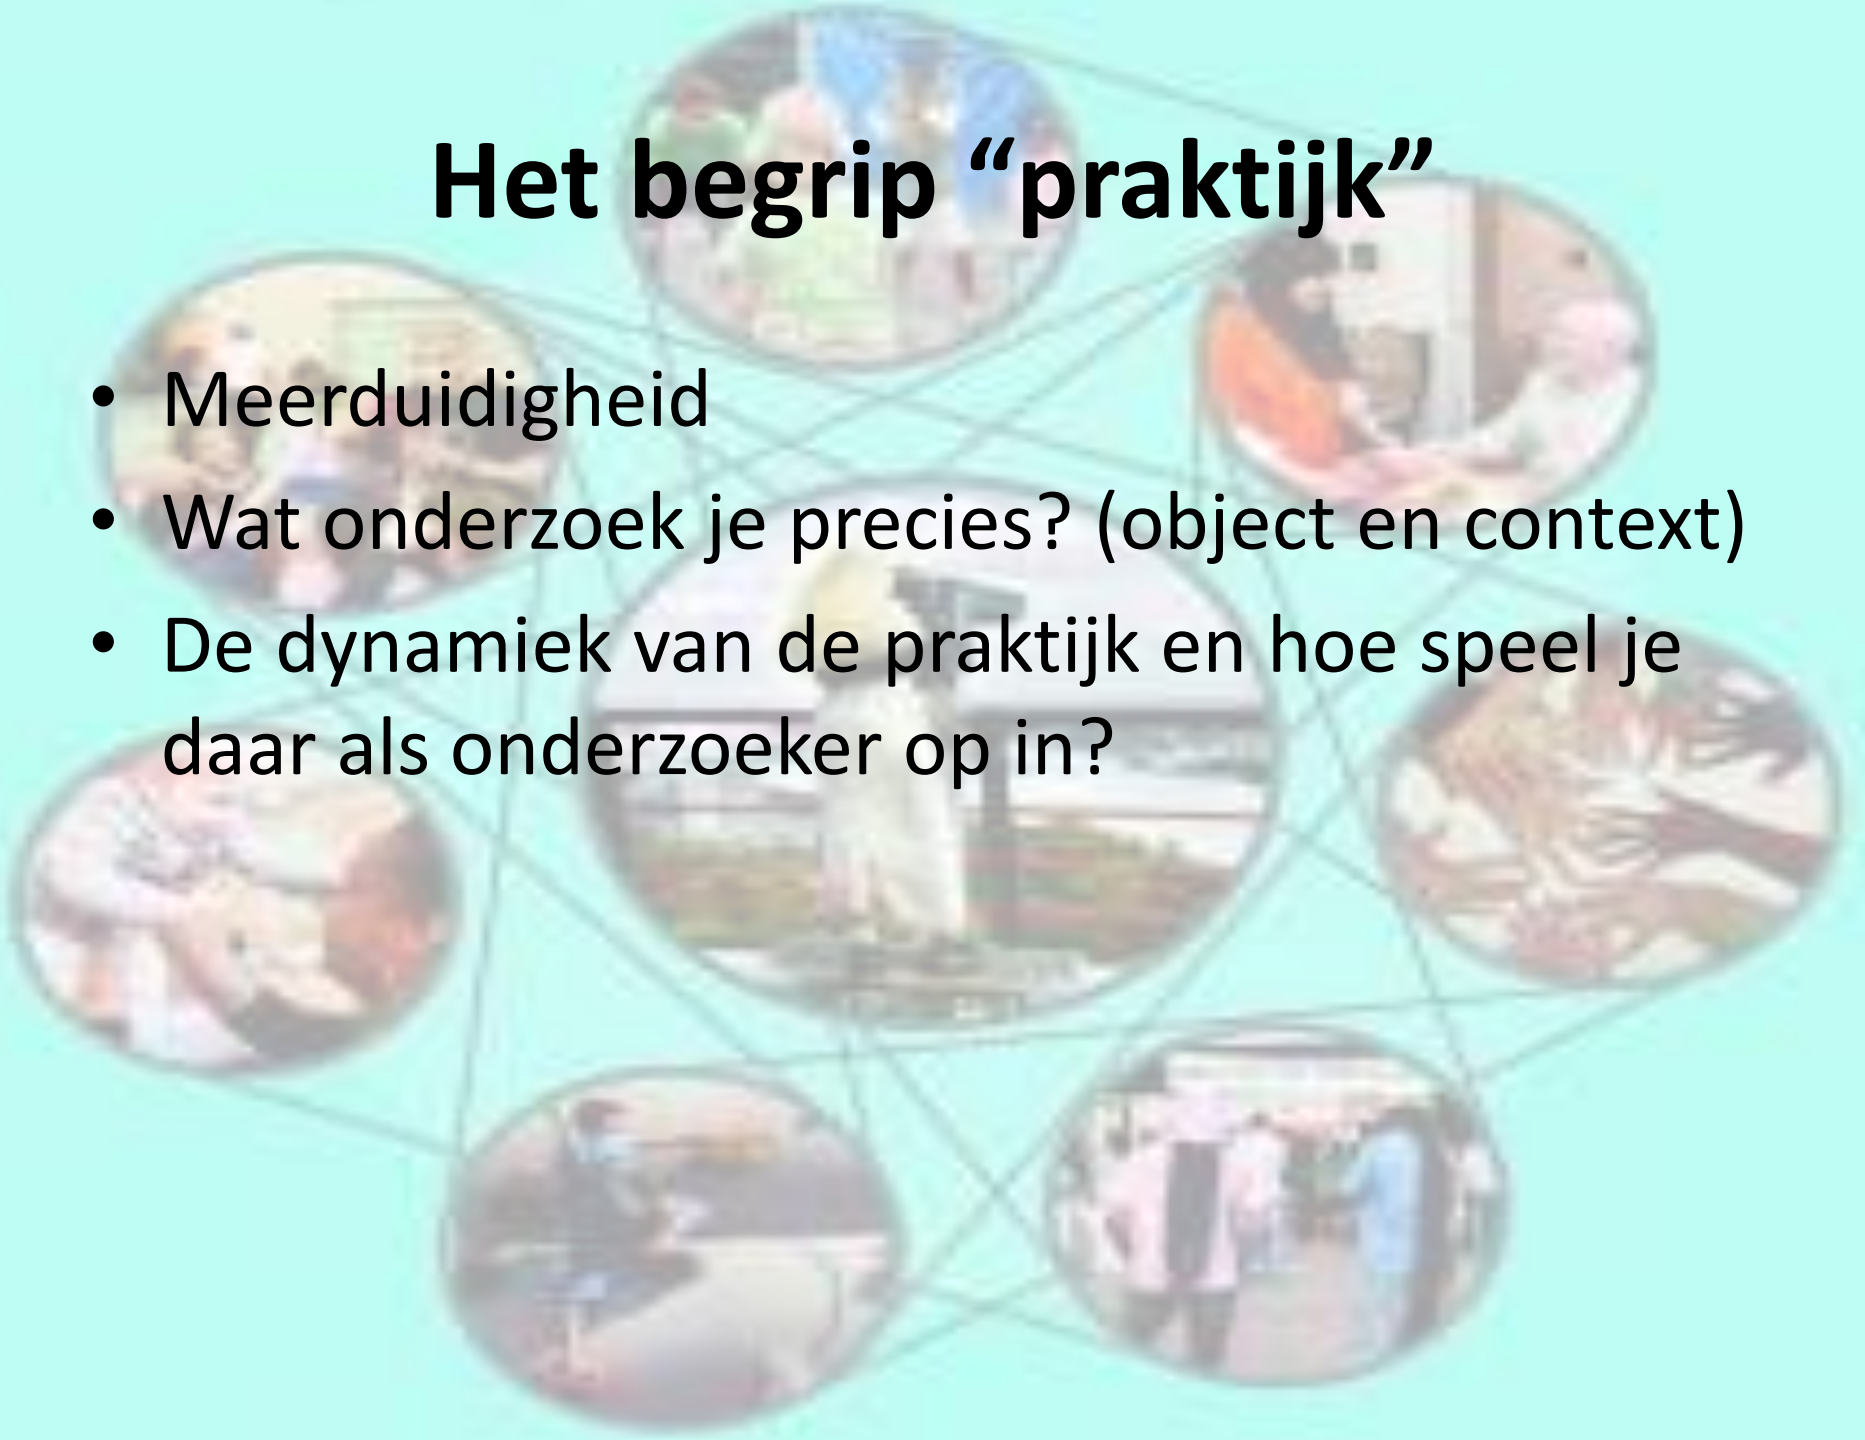 Het begrip “praktijk”
• Meerduidigheid
• Wat onderzoek je precies? (object en context)
• De dynamiek van de praktijk en hoe speel je
daar als onderzoeker op in?